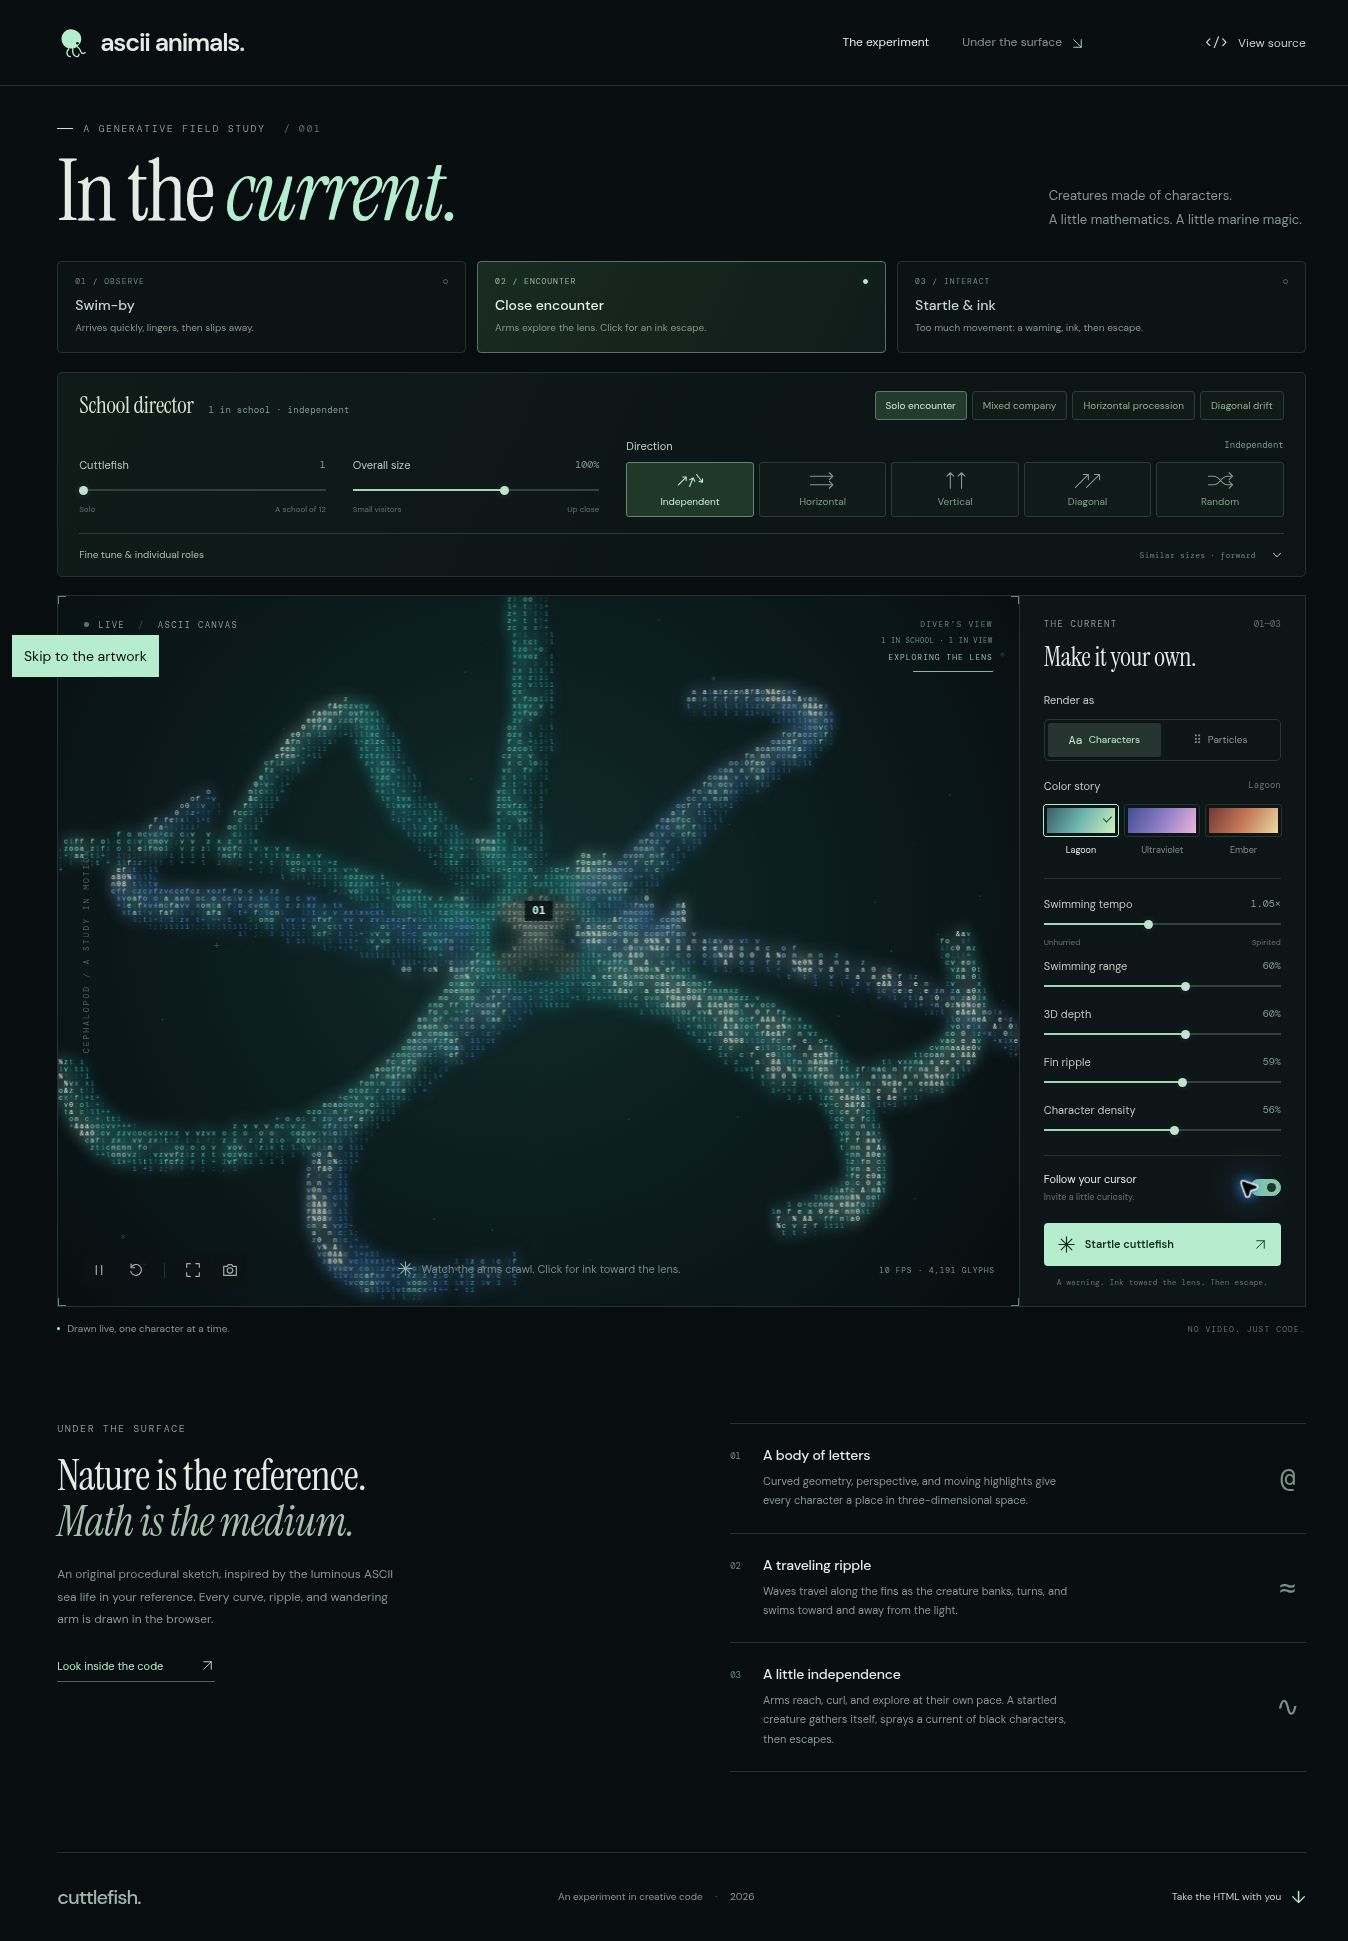 ascii animals.
The experiment
Under the surface
View source
A GENERATIVE FIELD STUDY / 001
In the current.
Creatures made of characters.
A little mathematics. A little marine magic.
01 / OBSERVE
Swim-by
Arrives quickly, lingers, then slips away.
02 / ENCOUNTER
Close encounter
Arms explore the lens. Click for an ink escape.
03 / INTERACT
Startle & ink
Too much movement: a warning, ink, then escape.
School director
1 in school · independent
Solo encounter
Mixed company
Horizontal procession
Diagonal drift
Cuttlefish 1
Solo A school of 12
Overall size 100%
Small visitors Up close
Direction Independent
Independent
Horizontal
Vertical
Diagonal
Random
Fine tune & individual roles
Similar sizes · forward
LIVE / ASCII CANVAS
DIVER'S VIEW
1 IN SCHOOL · 1 IN VIEW
EXPLORING THE LENS
Skip to the artwork
CEPHALOPOD / A STUDY IN MOTION
01
Watch the arms crawl. Click for ink toward the lens.
10 FPS · 4,191 GLYPHS
THE CURRENT 01—03
Make it your own.
Render as
Aa Characters
Particles
Color story Lagoon
Lagoon
Ultraviolet
Ember
Swimming tempo 1.05×
Unhurried Spirited
Swimming range 60%
3D depth 60%
Fin ripple 59%
Character density 56%
Follow your cursor
Invite a little curiosity.
Startle cuttlefish
A warning. Ink toward the lens. Then escape.
Drawn live, one character at a time.
NO VIDEO. JUST CODE.
UNDER THE SURFACE
Nature is the reference.
Math is the medium.
An original procedural sketch, inspired by the luminous ASCII
sea life in your reference. Every curve, ripple, and wandering
arm is drawn in the browser.
Look inside the code
01 A body of letters
Curved geometry, perspective, and moving highlights give
every character a place in three-dimensional space.
@
02 A traveling ripple
Waves travel along the fins as the creature banks, turns, and
swims toward and away from the light.
≈
03 A little independence
Arms reach, curl, and explore at their own pace. A startled
creature gathers itself, sprays a current of black characters,
then escapes.
∿
cuttlefish.
An experiment in creative code · 2026
Take the HTML with you